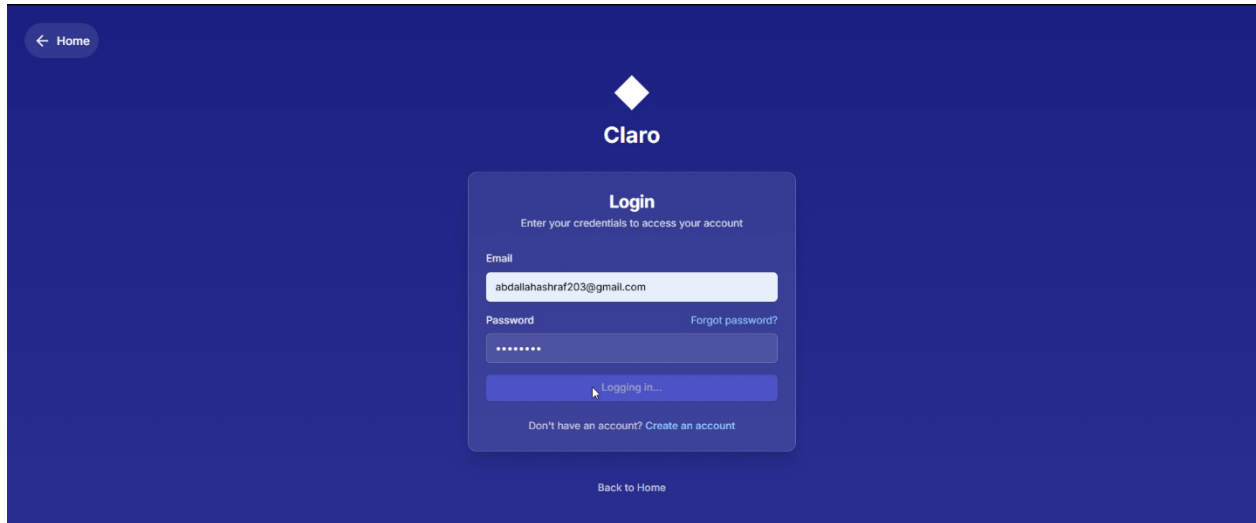 Home
Claro
Login
Enter your credentials to access your account
Email
abdallahashraf203@gmail.com
Password Forgot password?
••••••••
Logging in...
Don't have an account? Create an account
Back to Home